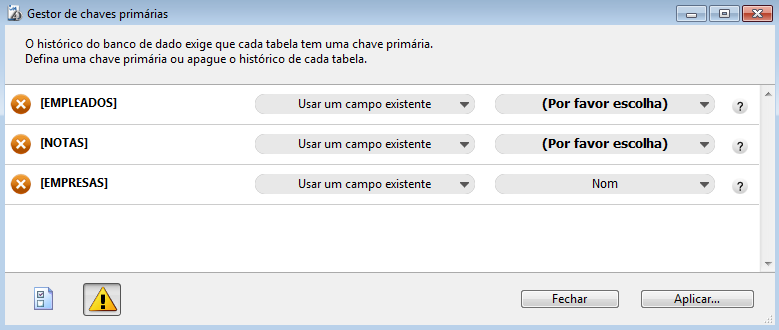 Gestor de chaves primárias
O histórico do banco de dado exige que cada tabela tem uma chave primária.
Defina uma chave primária ou apague o histórico de cada tabela.
[EMPLEADOS] Usar um campo existente (Por favor escolha) ?
[NOTAS] Usar um campo existente (Por favor escolha) ?
[EMPRESAS] Usar um campo existente Nom ?
Fechar Aplicar...